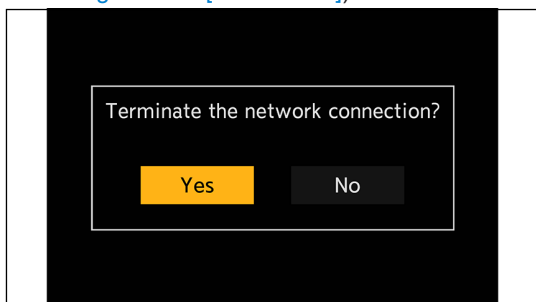 Terminate the network connection?
Yes No